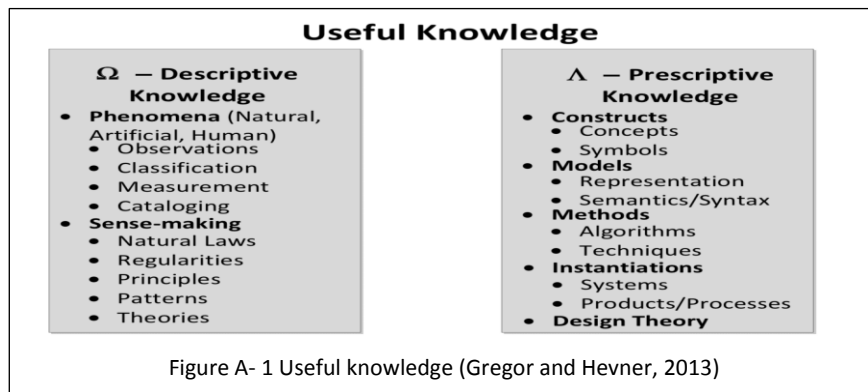 Useful Knowledge
Ω – Descriptive
Knowledge
• Phenomena (Natural,
Artificial, Human)
• Observations
• Classification
• Measurement
• Cataloging
• Sense-making
• Natural Laws
• Regularities
• Principles
• Patterns
• Theories
Λ – Prescriptive
Knowledge
• Constructs
• Concepts
• Symbols
• Models
• Representation
• Semantics/Syntax
• Methods
• Algorithms
• Techniques
• Instantiations
• Systems
• Products/Processes
• Design Theory
Figure A- 1 Useful knowledge (Gregor and Hevner, 2013)